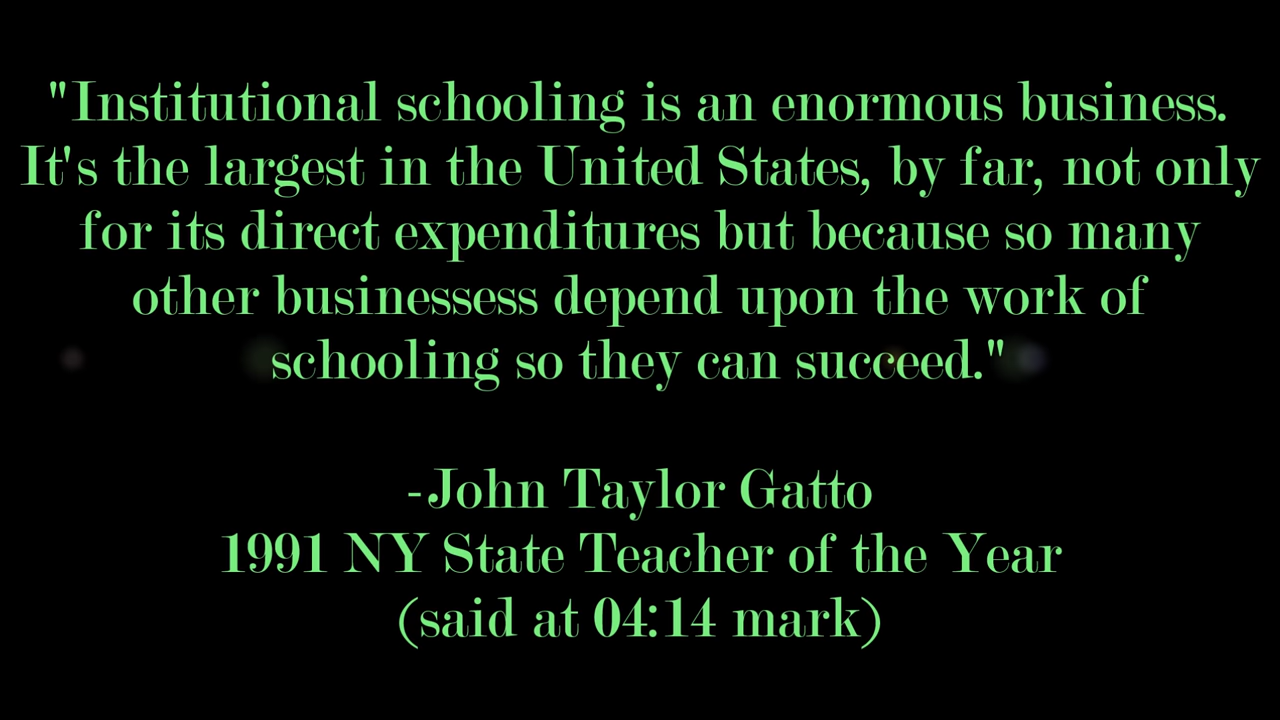 "Institutional schooling is an enormous business.
It's the largest in the United States, by far, not only
for its direct expenditures but because so many
other businessess depend upon the work of
schooling so they can succeed."
-John Taylor Gatto
1991 NY State Teacher of the Year
(said at 04:14 mark)